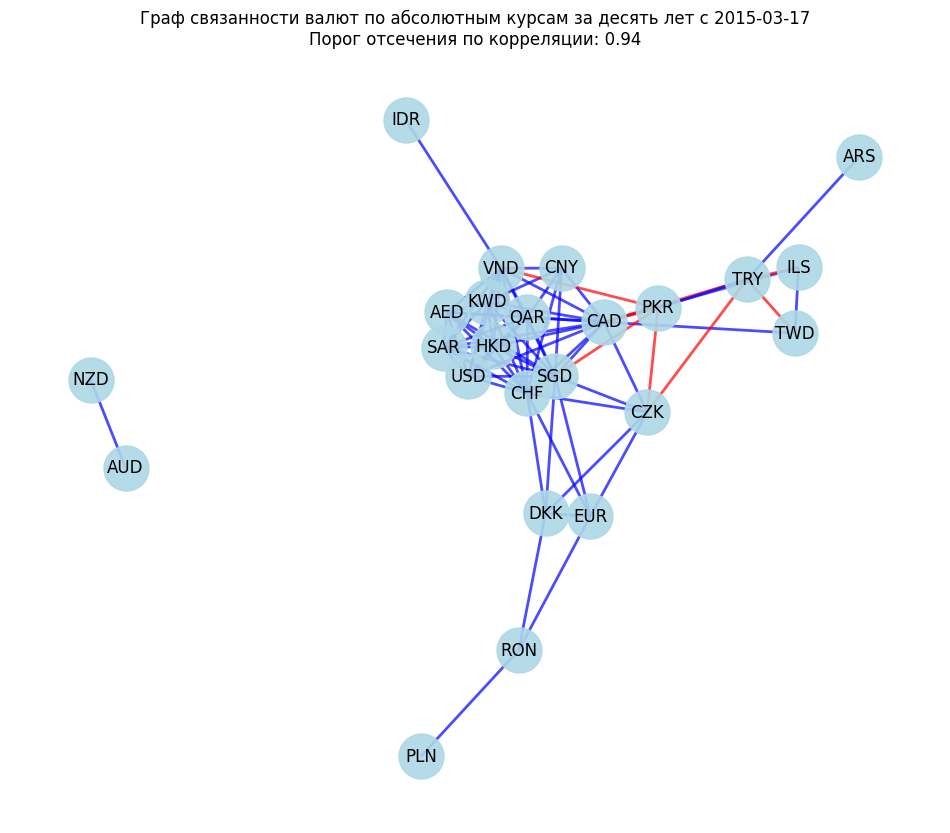 Граф связанности валют по абсолютным курсам за десять лет с 2015-03-17
Порог отсечения по корреляции: 0.94
IDR
ARS
VND
CNY
ILS
TRY
KWD
AED
PKR
QAR
CAD
TWD
SAR
HKD
USD
SGD
NZD
CHF
CZK
AUD
DKK
EUR
RON
PLN